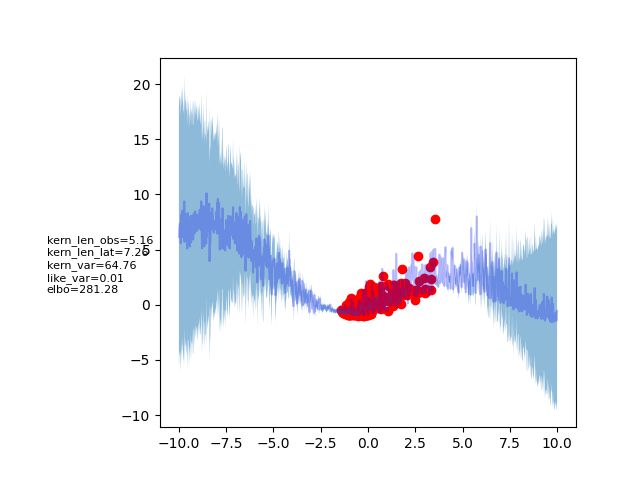 20
15
10
5
0
−5
−10
kern_len_obs=5.16
kern_len_lat=7.26
kern_var=64.76
like_var=0.01
elbo=281.28
−10.0 −7.5 −5.0 −2.5 0.0 2.5 5.0 7.5 10.0